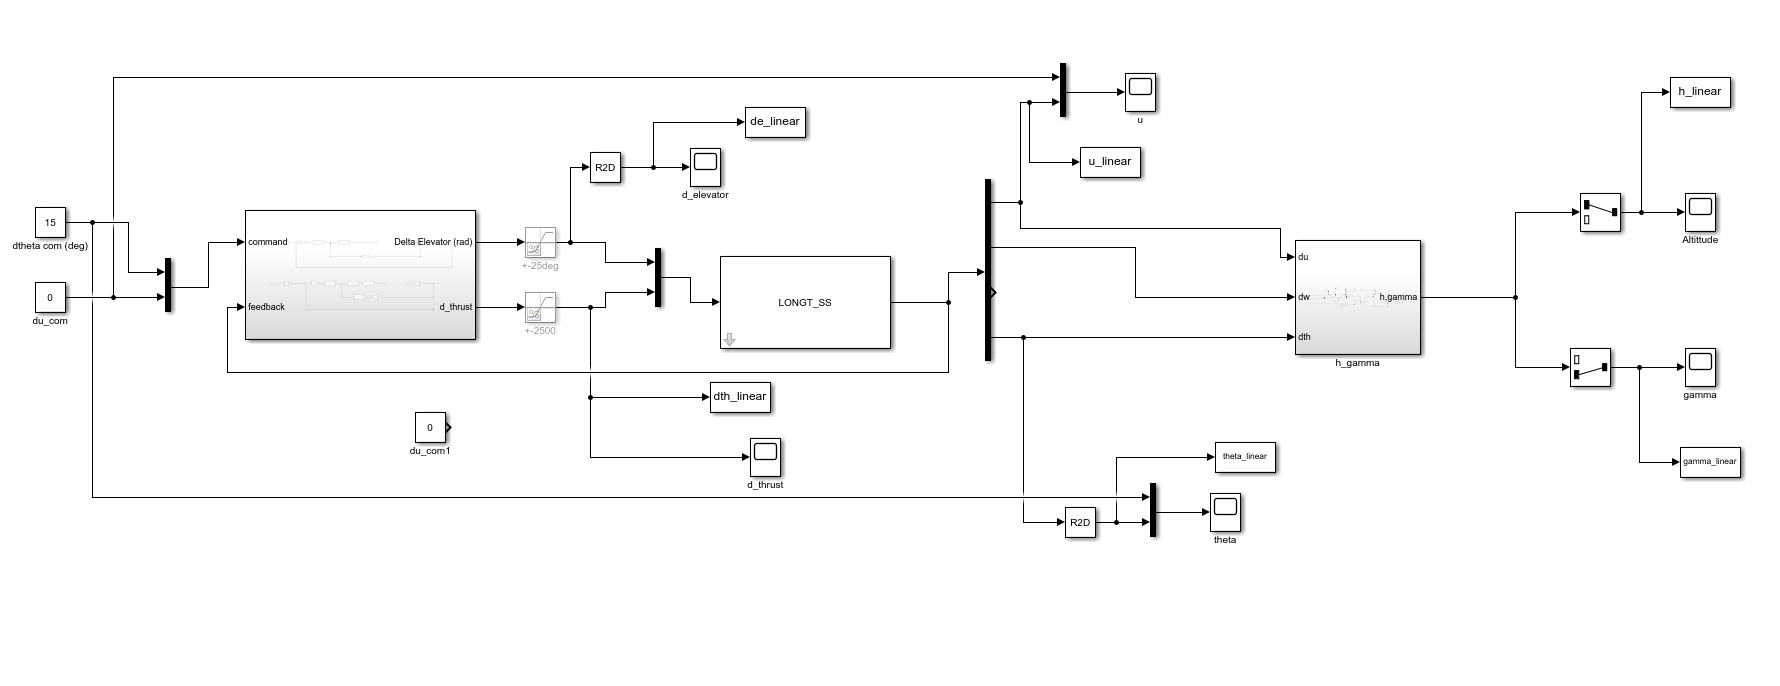 h_linear
u
de_linear
u_linear
R2D
d_elevator
15
dtheta com (deg)
Altittude
command
Delta Elevator (rad)
+-25deg
du
0
du_com
feedback
d_thrust
+-2500
LONGT_SS
dw
h,gamma
dth
h_gamma
dth_linear
gamma
0
du_com1
d_thrust
theta_linear
gamma_linear
R2D
theta